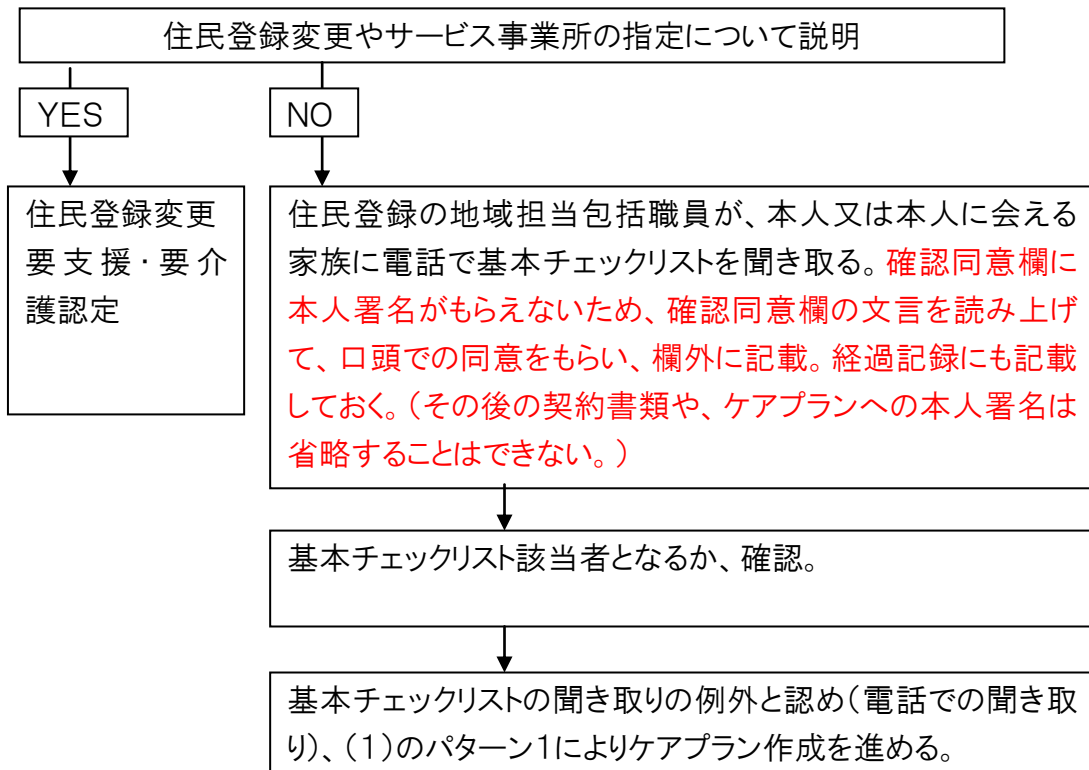 住民登録変更やサービス事業所の指定について説明
YES
NO
住民登録変更
要支援・要介
護認定
住民登録の地域担当包括職員が、本人又は本人に会える
家族に電話で基本チェックリストを聞き取る。確認同意欄に
本人署名がもらえないため、確認同意欄の文言を読み上げ
て、口頭での同意をもらい、欄外に記載。経過記録にも記載
しておく。(その後の契約書類や、ケアプランへの本人署名は
省略することはできない。)
基本チェックリスト該当者となるか、確認。
基本チェックリストの聞き取りの例外と認め(電話での聞き取
り)、(1)のパターン1によりケアプラン作成を進める。